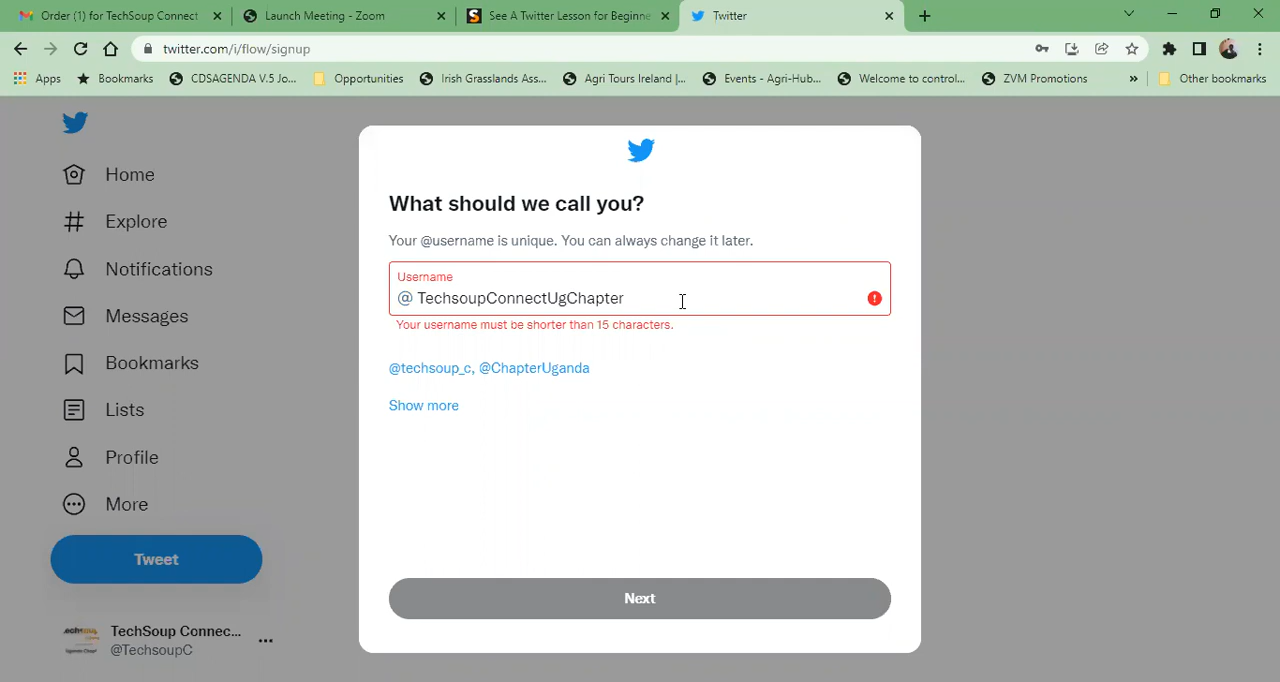 Order (1) for TechSoup Connect
Launch Meeting - Zoom
See A Twitter Lesson for Beginne
Twitter
twitter.com/i/flow/signup
Apps
Bookmarks
CDSAGENDA V.5 Jo...
Opportunities
Irish Grasslands Ass...
Agri Tours Ireland |...
Events - Agri-Hub...
Welcome to control...
ZVM Promotions
»
Other bookmarks
Home
Explore
Notifications
Messages
Bookmarks
Lists
Profile
More
Tweet
TechSoup Connec...
@TechsoupC
What should we call you?
Your @username is unique. You can always change it later.
Username
@ TechsoupConnectUgChapter
Your username must be shorter than 15 characters.
@techsoup_c, @ChapterUganda
Show more
Next